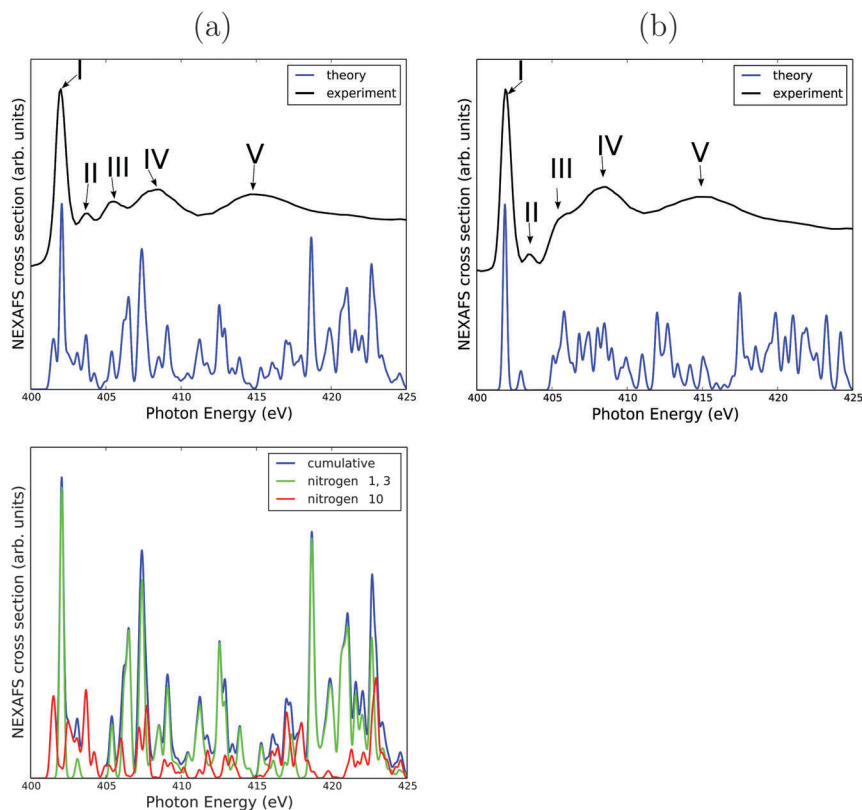 (a)
I
II
III
IV
V
theory
experiment
NEXAFS cross section (arb. units)
400
405
410
415
420
425
Photon Energy (eV)
(b)
I
II
III
IV
V
theory
experiment
NEXAFS cross section (arb. units)
400
405
410
415
420
425
Photon Energy (eV)
cumulative
nitrogen 1, 3
nitrogen 10
NEXAFS cross section (arb. units)
400
405
410
415
420
425
Photon Energy (eV)